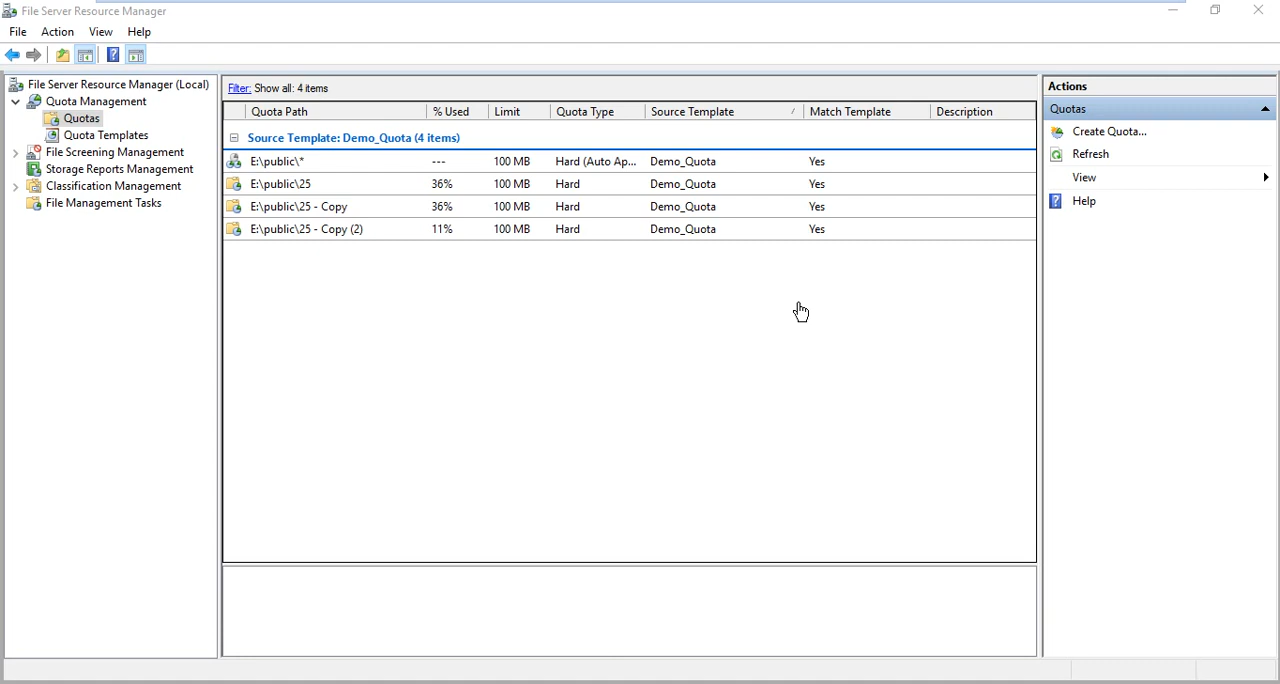 File Server Resource Manager
File Action View Help
File Server Resource Manager (Local)
Quota Management
Quotas
Quota Templates
File Screening Management
Storage Reports Management
Classification Management
File Management Tasks
Filter: Show all: 4 items
Quota Path % Used Limit Quota Type Source Template Match Template Description
Source Template: Demo_Quota (4 items)
E:\public\* --- 100 MB Hard (Auto Ap... Demo_Quota Yes
E:\public\25 36% 100 MB Hard Demo_Quota Yes
E:\public\25 - Copy 36% 100 MB Hard Demo_Quota Yes
E:\public\25 - Copy (2) 11% 100 MB Hard Demo_Quota Yes
Actions
Quotas
Create Quota...
Refresh
View
Help